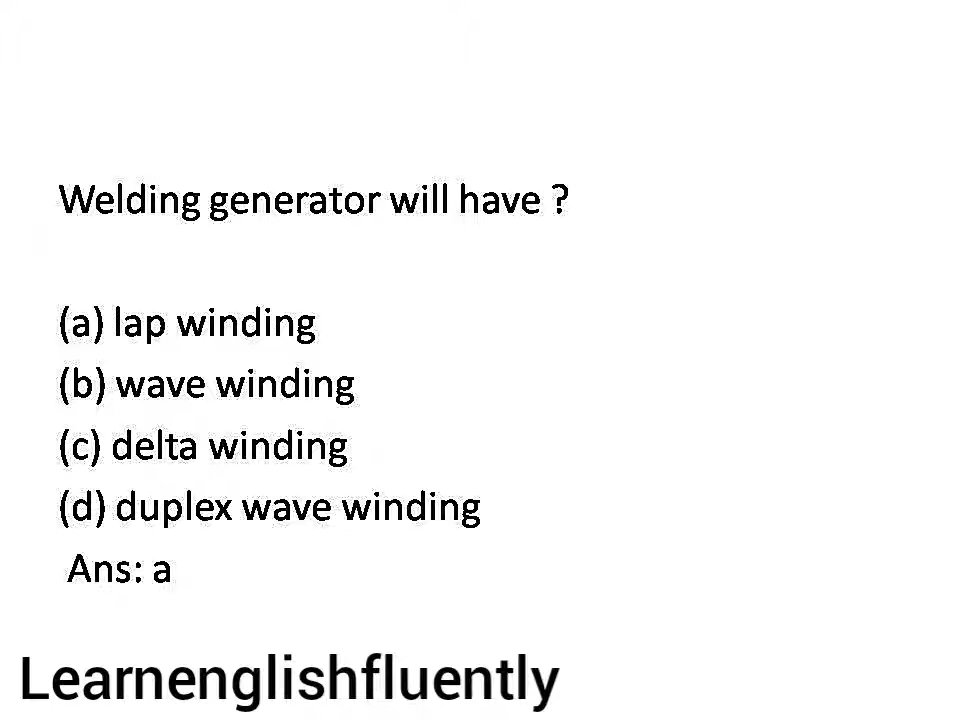 Welding generator will have ?
(a) lap winding
(b) wave winding
(c) delta winding
(d) duplex wave winding
Ans: a
Learnenglishfluently